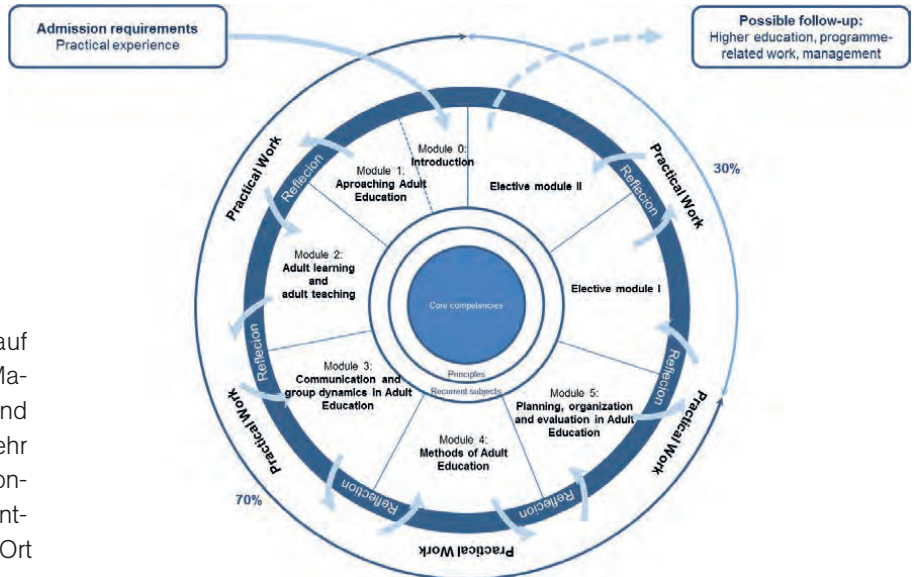 Admission requirements
Practical experience
Possible follow-up:
Higher education, programme-
related work, management
Practical Work
Reflecion
Module 0:
Introduction
Module 1:
Aproaching Adult
Education
Module 2:
Adult learning
and
adult teaching
Reflecion
Practical Work
Module 3:
Communication and
group dynamics in Adult
Education
Reflection
70%
Module 4:
Methods of Adult
Education
Practical Work
Reflecion
Module 5:
Planning, organization
and evaluation in Adult
Education
Reflecion
Practical Work
Elective module I
Elective module II
Reflecion
Practical Work
30%
Core competencies
Principles
Recurrent subjects
auf
Ma-
nd
ehr
on-
nt-
Ort